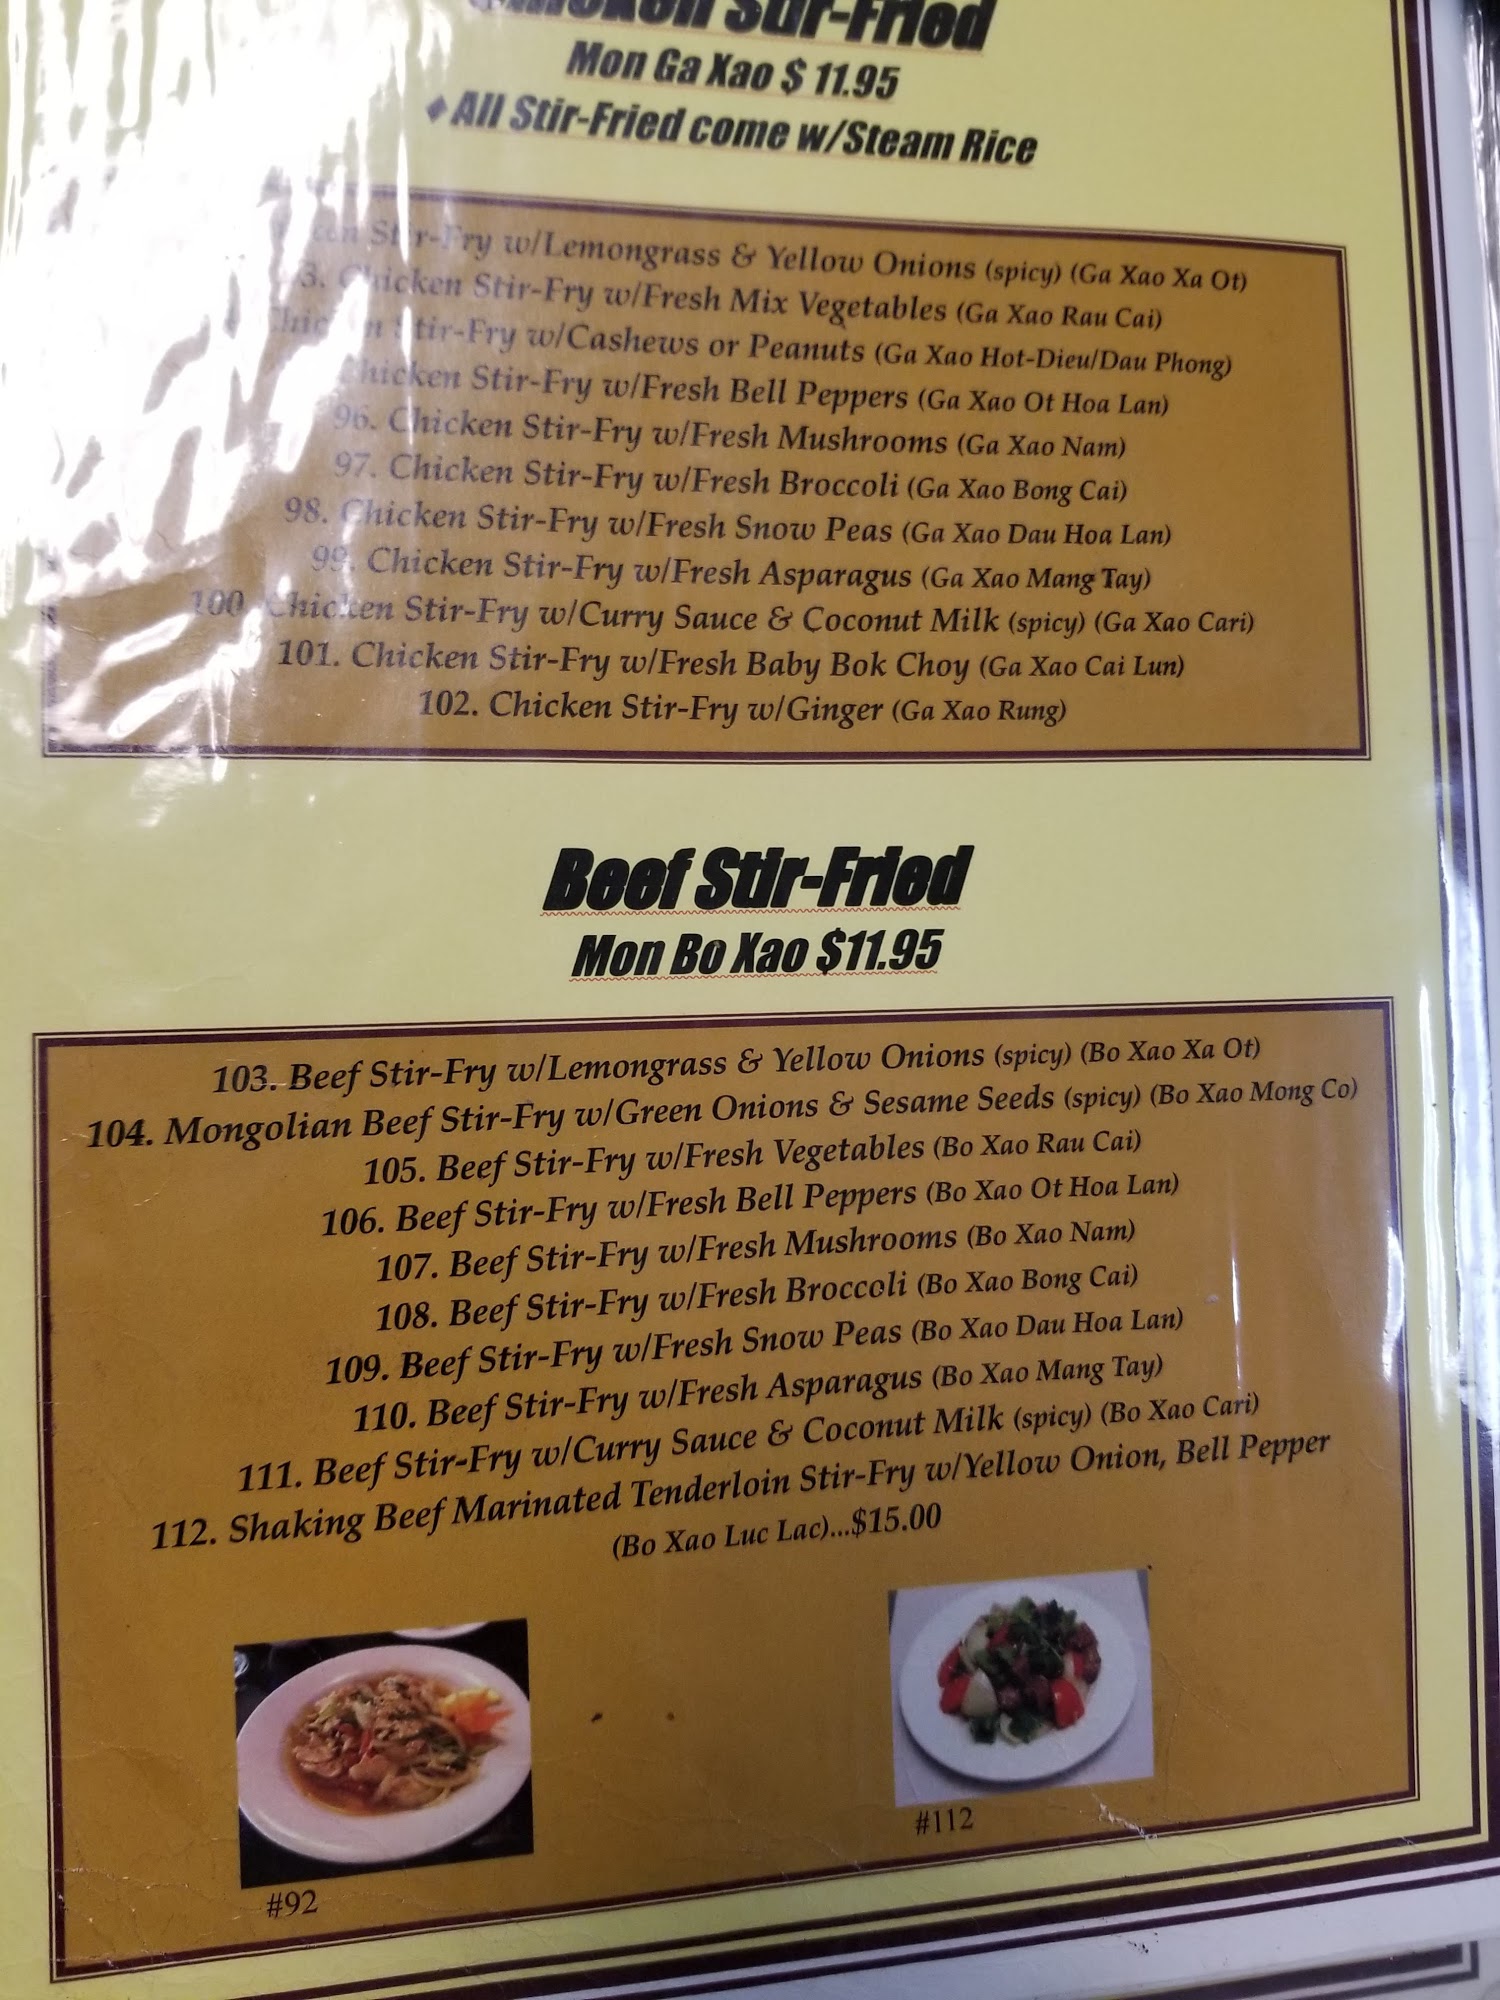 Chicken Stir-Fried
Mon Ga Xao $ 11.95
♦All Stir-Fried come w/Steam Rice
Stir-Fry w/Lemongrass & Yellow Onions (spicy) (Ga Xao Xa Ot)
3. Chicken Stir-Fry w/Fresh Mix Vegetables (Ga Xao Rau Cai)
Chicken Stir-Fry w/Cashews or Peanuts (Ga Xao Hot-Dieu/Dau Phong)
Chicken Stir-Fry w/Fresh Bell Peppers (Ga Xao Ot Hoa Lan)
96. Chicken Stir-Fry w/Fresh Mushrooms (Ga Xao Nam)
97. Chicken Stir-Fry w/Fresh Broccoli (Ga Xao Bong Cai)
98. Chicken Stir-Fry w/Fresh Snow Peas (Ga Xao Dau Hoa Lan)
99. Chicken Stir-Fry w/Fresh Asparagus (Ga Xao Mang Tay)
100. Chicken Stir-Fry w/Curry Sauce & Coconut Milk (spicy) (Ga Xao Cari)
101. Chicken Stir-Fry w/Fresh Baby Bok Choy (Ga Xao Cai Lun)
102. Chicken Stir-Fry w/Ginger (Ga Xao Rung)
Beef Stir-Fried
Mon Bo Xao $11.95
103. Beef Stir-Fry w/Lemongrass & Yellow Onions (spicy) (Bo Xao Xa Ot)
104. Mongolian Beef Stir-Fry w/Green Onions & Sesame Seeds (spicy) (Bo Xao Mong Co)
105. Beef Stir-Fry w/Fresh Vegetables (Bo Xao Rau Cai)
106. Beef Stir-Fry w/Fresh Bell Peppers (Bo Xao Ot Hoa Lan)
107. Beef Stir-Fry w/Fresh Mushrooms (Bo Xao Nam)
108. Beef Stir-Fry w/Fresh Broccoli (Bo Xao Bong Cai)
109. Beef Stir-Fry w/Fresh Snow Peas (Bo Xao Dau Hoa Lan)
110. Beef Stir-Fry w/Fresh Asparagus (Bo Xao Mang Tay)
111. Beef Stir-Fry w/Curry Sauce & Coconut Milk (spicy) (Bo Xao Cari)
112. Shaking Beef Marinated Tenderloin Stir-Fry w/Yellow Onion, Bell Pepper
(Bo Xao Luc Lac)...$15.00
#112
#92